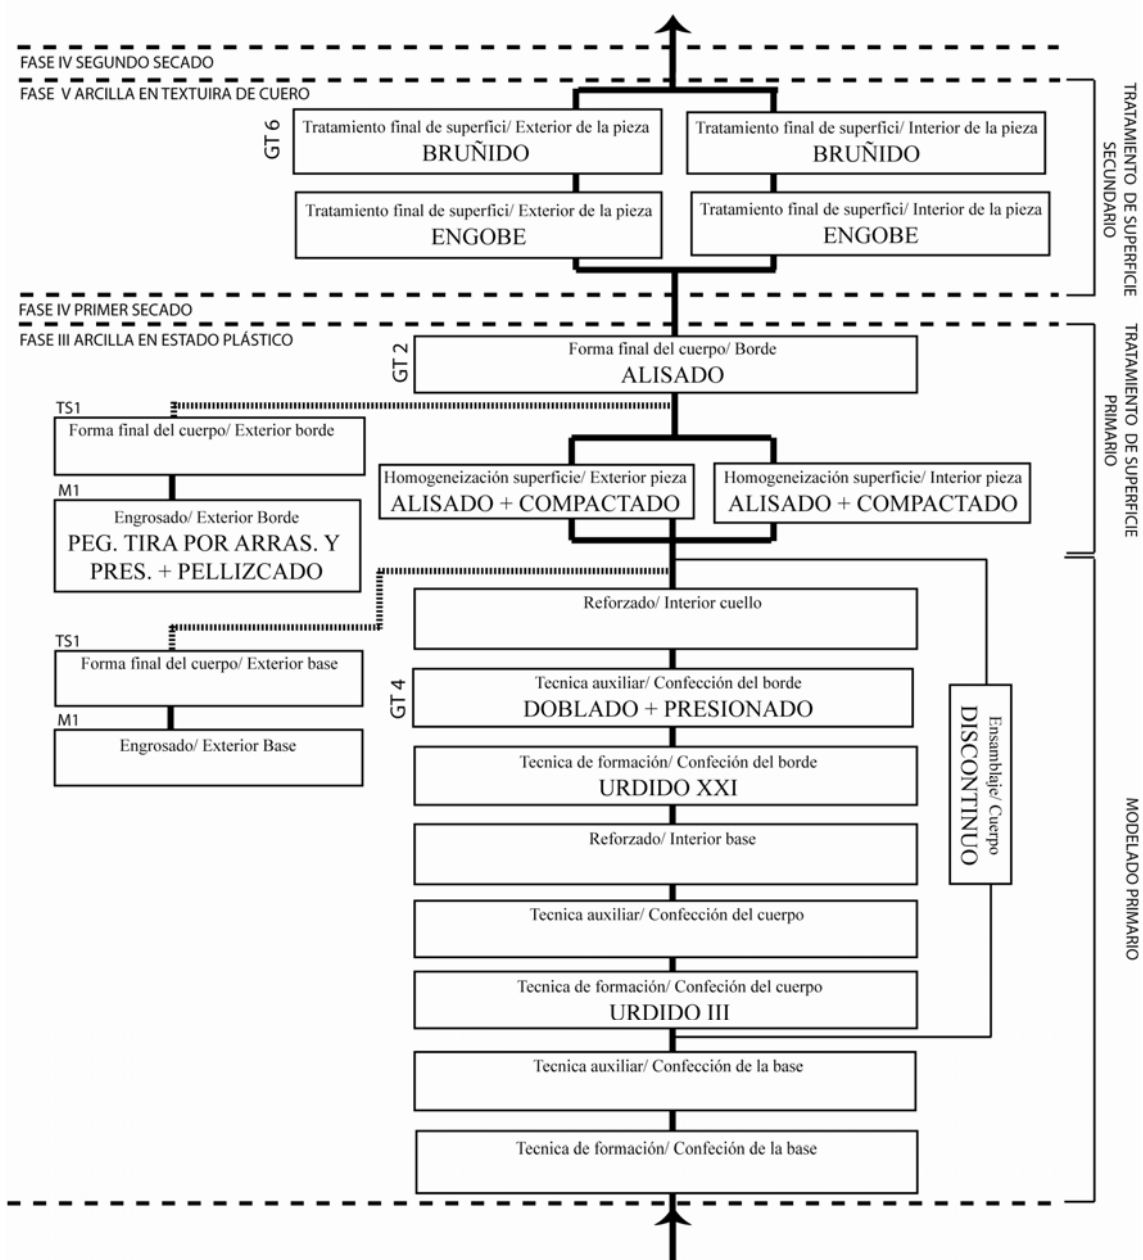 FASE IV SEGUNDO SECADO
FASE V ARCILLA EN TEXTUIRA DE CUERO
TRATAMIENTO DE SUPERFICIE
SECUNDARIO
GT 6
Tratamiento final de superfici/ Exterior de la pieza
BRUÑIDO
Tratamiento final de superfici/ Interior de la pieza
BRUÑIDO
Tratamiento final de superfici/ Exterior de la pieza
ENGOBE
Tratamiento final de superfici/ Interior de la pieza
ENGOBE
FASE IV PRIMER SECADO
FASE III ARCILLA EN ESTADO PLÁSTICO
TRATAMIENTO DE SUPERFICIE
PRIMARIO
GT 2
Forma final del cuerpo/ Borde
ALISADO
TS1
Forma final del cuerpo/ Exterior borde
Homogeneización superficie/ Exterior pieza
ALISADO + COMPACTADO
Homogeneización superficie/ Interior pieza
ALISADO + COMPACTADO
M1
Engrosado/ Exterior Borde
PEG. TIRA POR ARRAS. Y
PRES. + PELLIZCADO
Reforzado/ Interior cuello
TS1
Forma final del cuerpo/ Exterior base
GT 4
Tecnica auxiliar/ Confección del borde
DOBLADO + PRESIONADO
M1
Engrosado/ Exterior Base
Tecnica de formación/ Confeción del borde
URDIDO XXI
Ensamblaje/ Cuerpo
DISCONTINUO
MODELADO PRIMARIO
Reforzado/ Interior base
Tecnica auxiliar/ Confección del cuerpo
Tecnica de formación/ Confeción del cuerpo
URDIDO III
Tecnica auxiliar/ Confección de la base
Tecnica de formación/ Confeción de la base